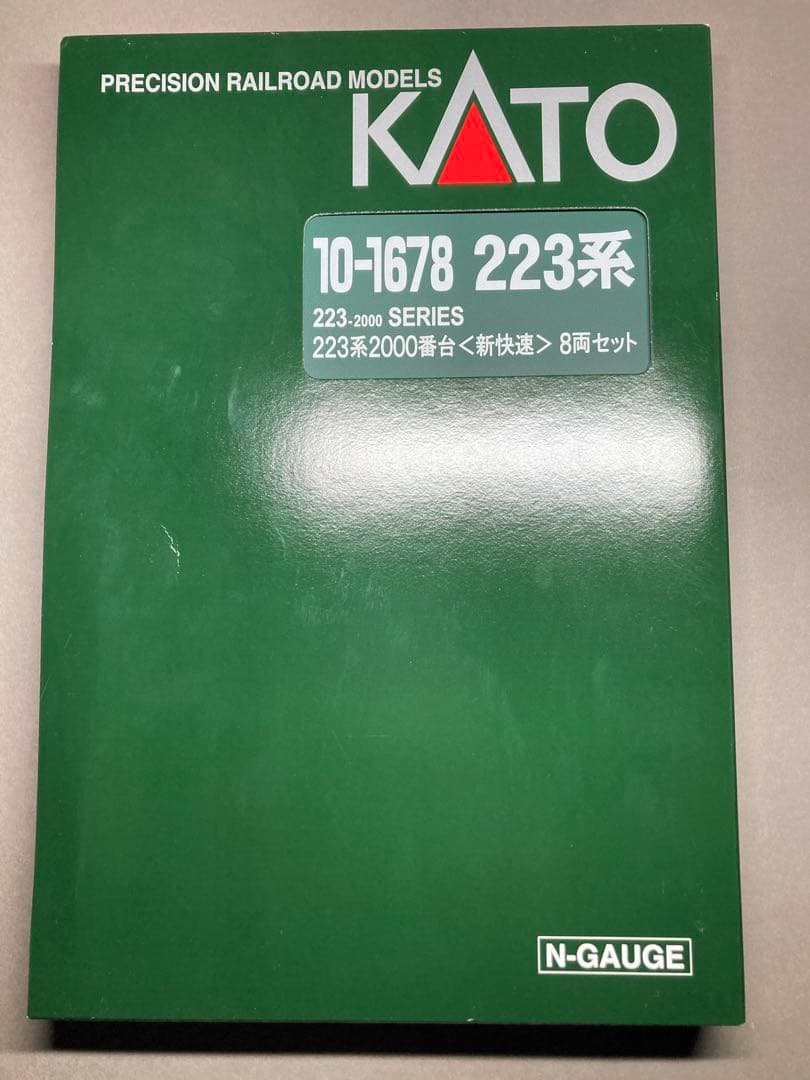 PRECISION RAILROAD MODELS
KATO
10-1678 223系
223-2000 SERIES
223系2000番台<新快速> 8両セット
N-GAUGE